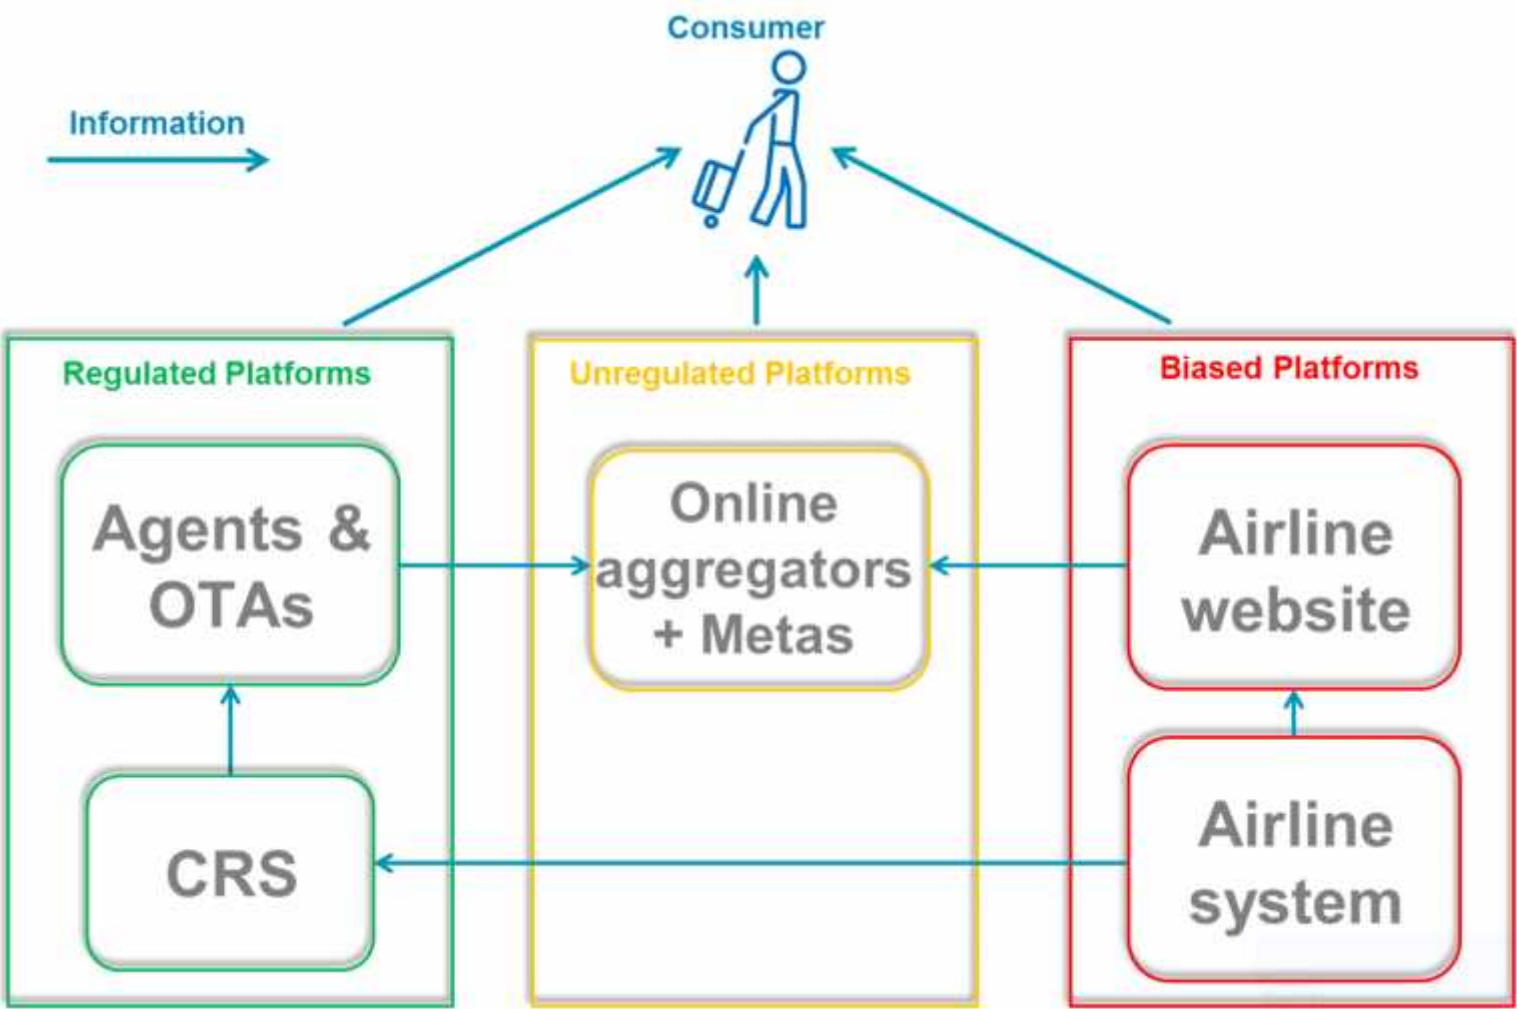 Consumer
Information
Regulated Platforms
Agents &
OTAs
CRS
Unregulated Platforms
Online
aggregators
+ Metas
Biased Platforms
Airline
website
Airline
system